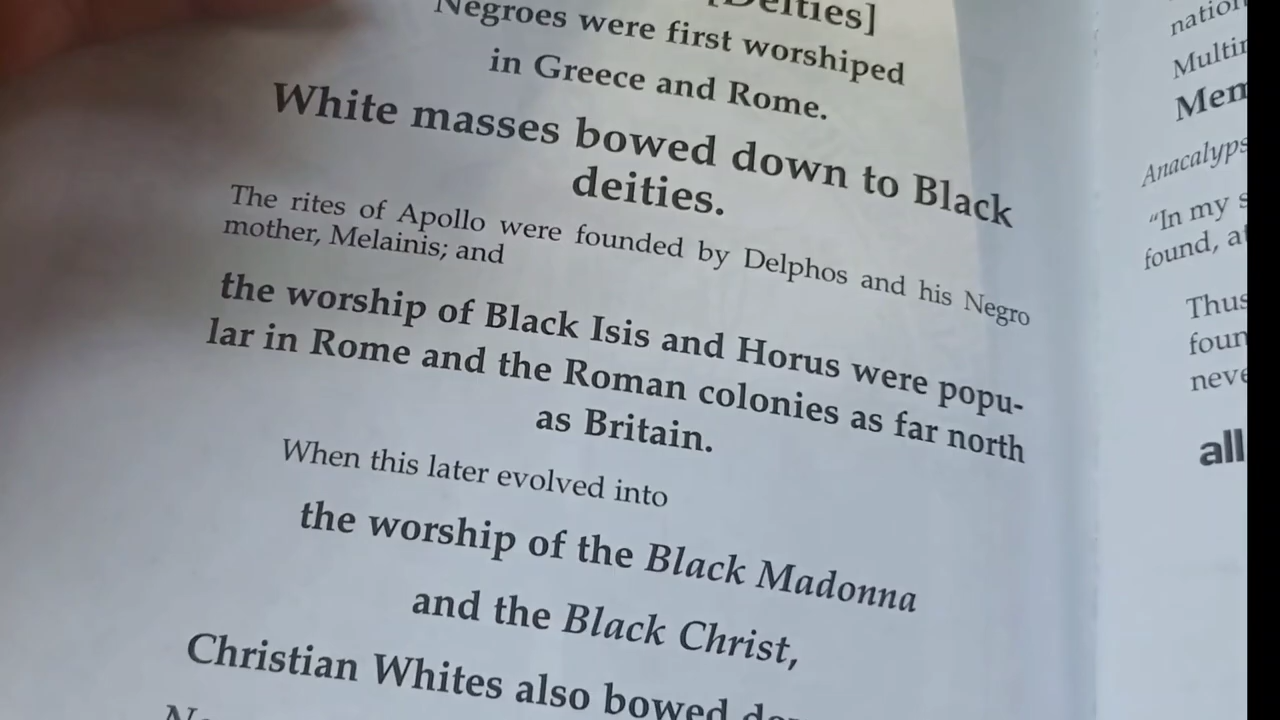 [Deities]
Negroes were first worshiped
in Greece and Rome.
White masses bowed down to Black
deities.
The rites of Apollo were founded by Delphos and his Negro
mother, Melainis; and
the worship of Black Isis and Horus were popu-
lar in Rome and the Roman colonies as far north
as Britain.
When this later evolved into
the worship of the Black Madonna
and the Black Christ,
Christian Whites also bowed
Anacalyps
“In my s
found, at
Thus
foun
neve
all